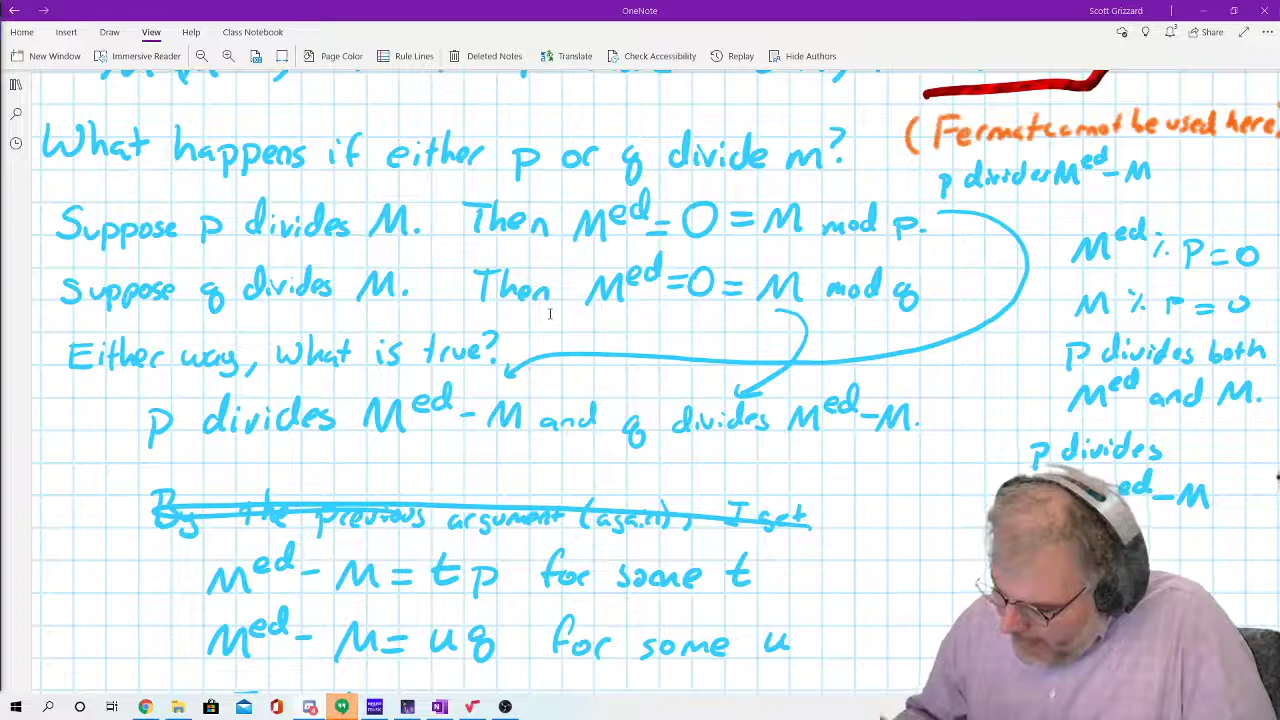 OneNote
Scott Grizzard
Home Insert Draw View Help Class Notebook
Share
New Window Immersive Reader Page Color Rule Lines Deleted Notes Translate Check Accessibility Replay Hide Authors
(Fermat cannot be used here)
What happens if either p or q divide M?
p divides M^ed - M
Suppose p divides M. Then M^ed = 0 = M mod p.
M^ed % p = 0
Suppose q divides M. Then M^ed = 0 = M mod q
M % p = 0
Either way, what is true?
p divides both
M^ed and M.
p divides M^ed - M and q divides M^ed - M.
p divides
ed - M
By the previous argument (again), I get
M^ed - M = tp for some t
M^ed - M = uq for some u